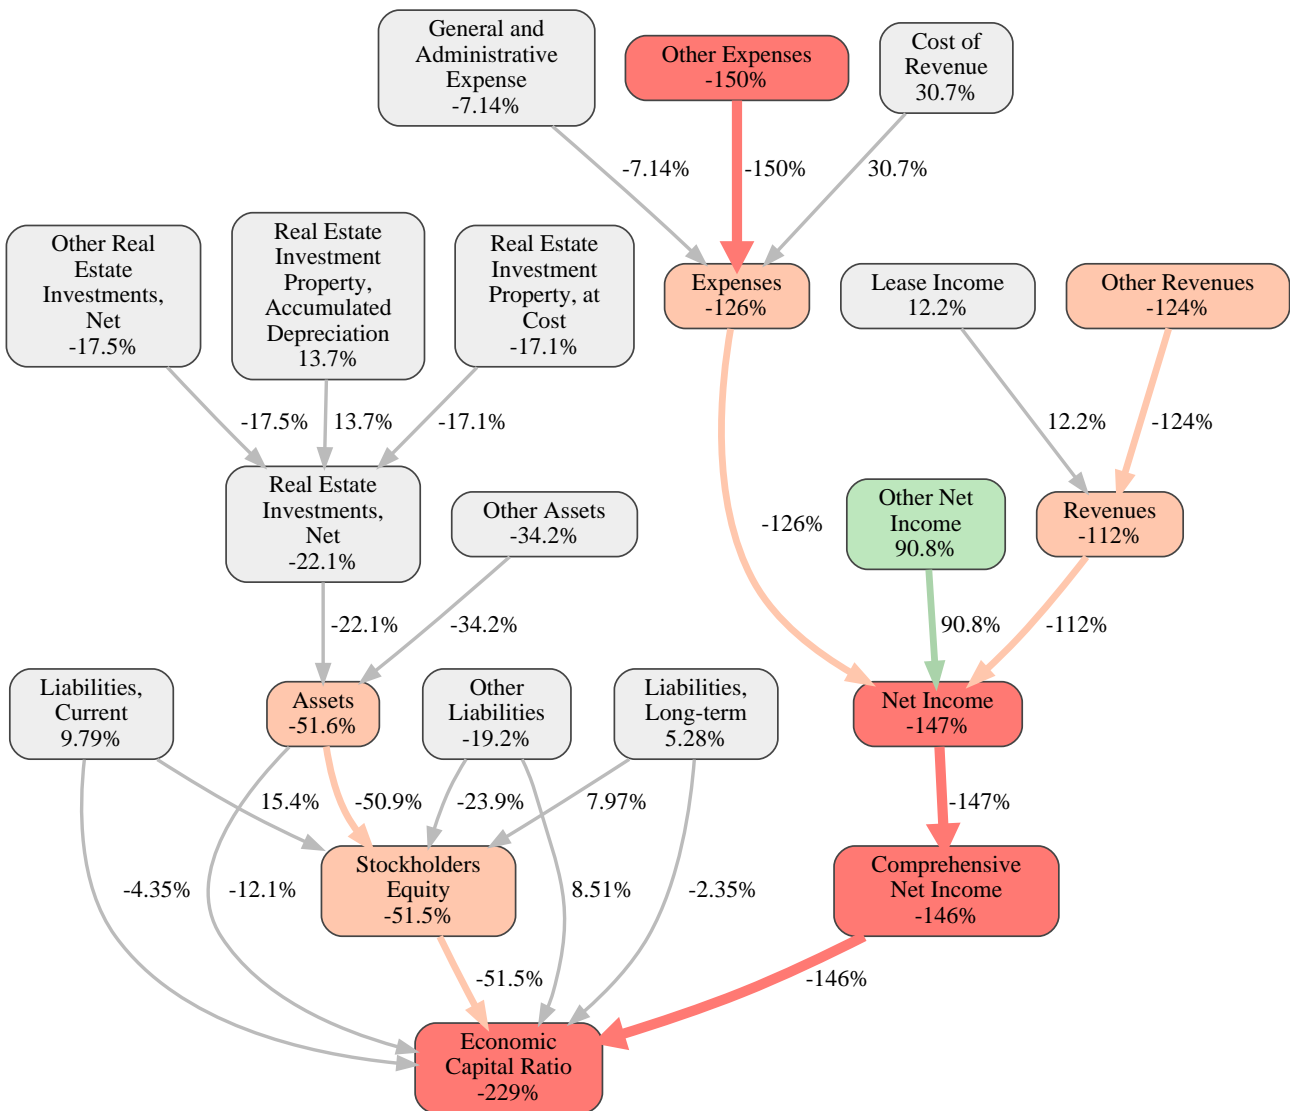 General and
Administrative
Expense
-7.14%
Other Expenses
-150%
Cost of
Revenue
30.7%
-7.14%
-150%
30.7%
Other Real
Estate
Investments,
Net
-17.5%
Real Estate
Investment
Property,
Accumulated
Depreciation
13.7%
Real Estate
Investment
Property, at
Cost
-17.1%
Expenses
-126%
Lease Income
12.2%
Other Revenues
-124%
-17.5%
13.7%
-17.1%
12.2%
-124%
Real Estate
Investments,
Net
-22.1%
Other Assets
-34.2%
-126%
Other Net
Income
90.8%
Revenues
-112%
-22.1%
-34.2%
90.8%
-112%
Liabilities,
Current
9.79%
Assets
-51.6%
Other
Liabilities
-19.2%
Liabilities,
Long-term
5.28%
Net Income
-147%
15.4%
-50.9%
-23.9%
7.97%
-147%
-4.35%
-12.1%
Stockholders
Equity
-51.5%
8.51%
-2.35%
Comprehensive
Net Income
-146%
-51.5%
-146%
Economic
Capital Ratio
-229%